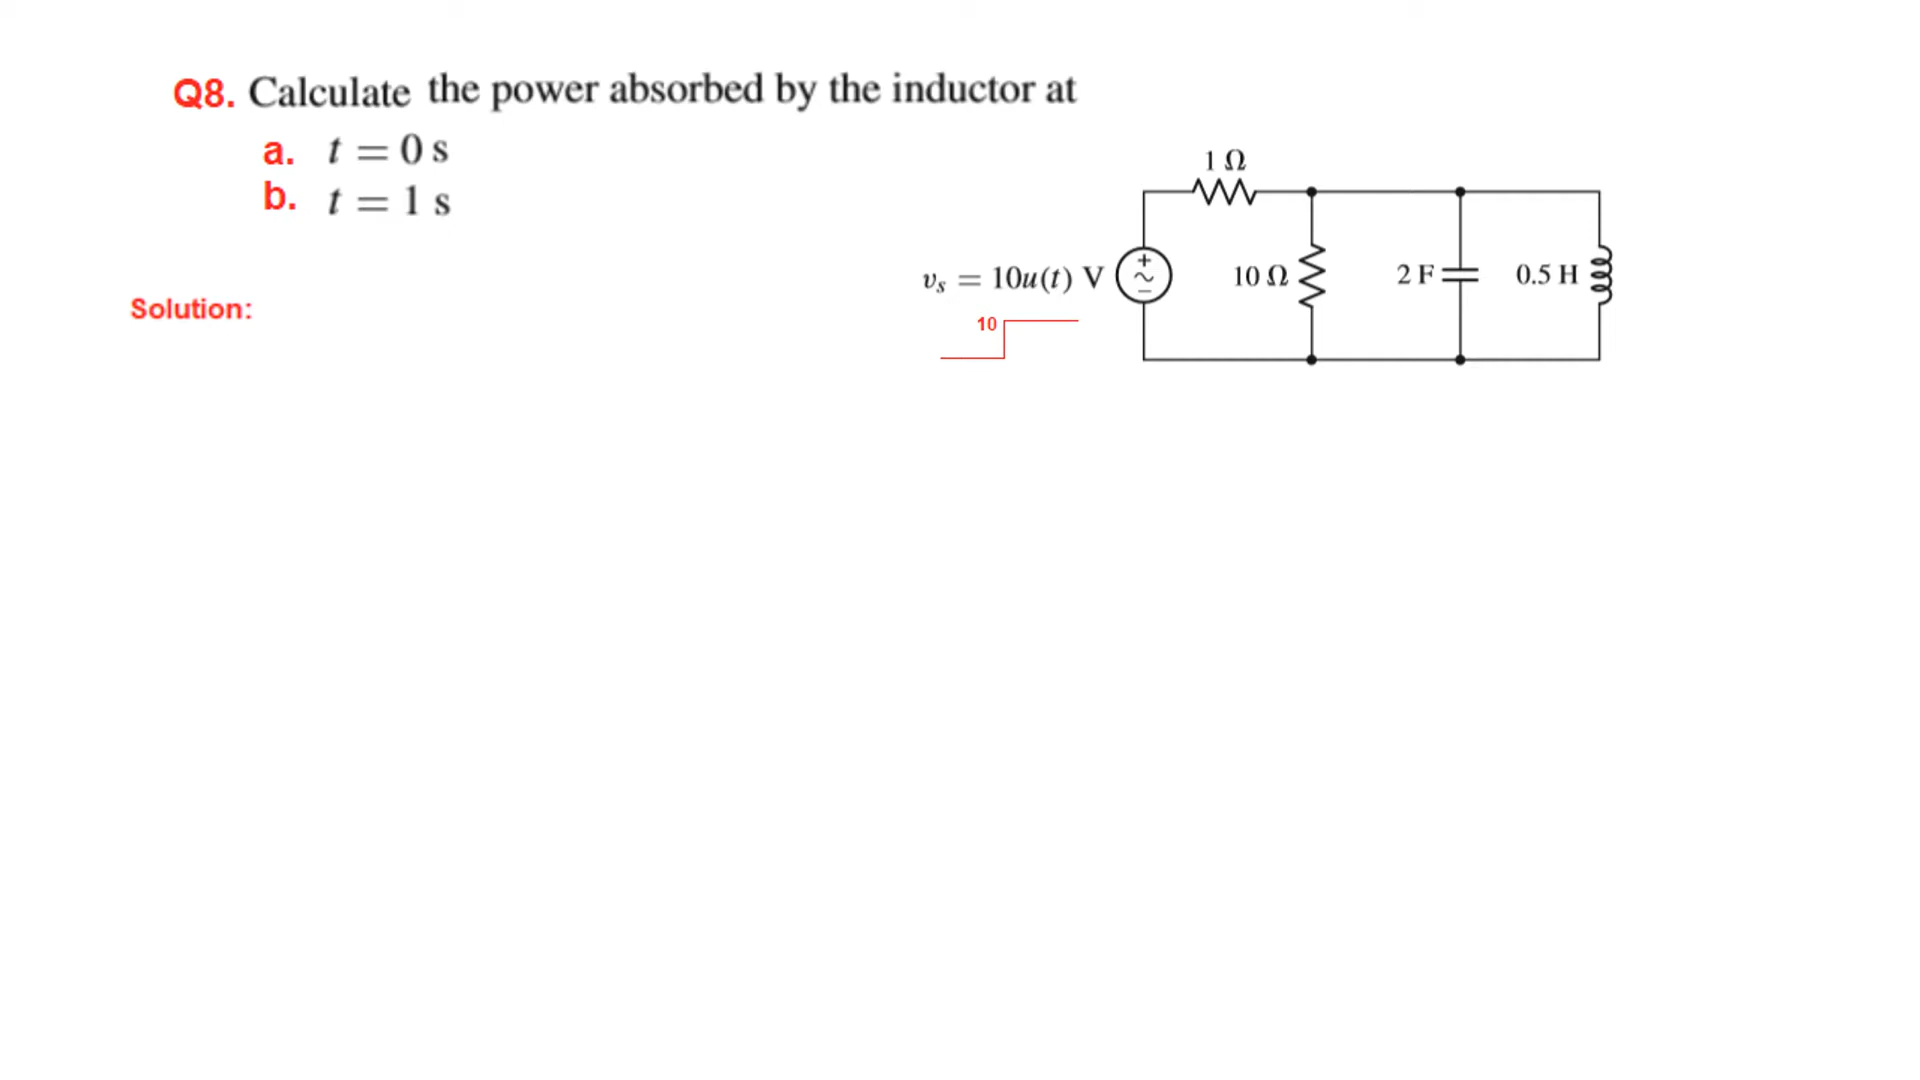 Q8. Calculate the power absorbed by the inductor at
a. t = 0 s
b. t = 1 s
1 Ω
vₛ = 10u(t) V
+
~
−
10 Ω
2 F
0.5 H
Solution:
10